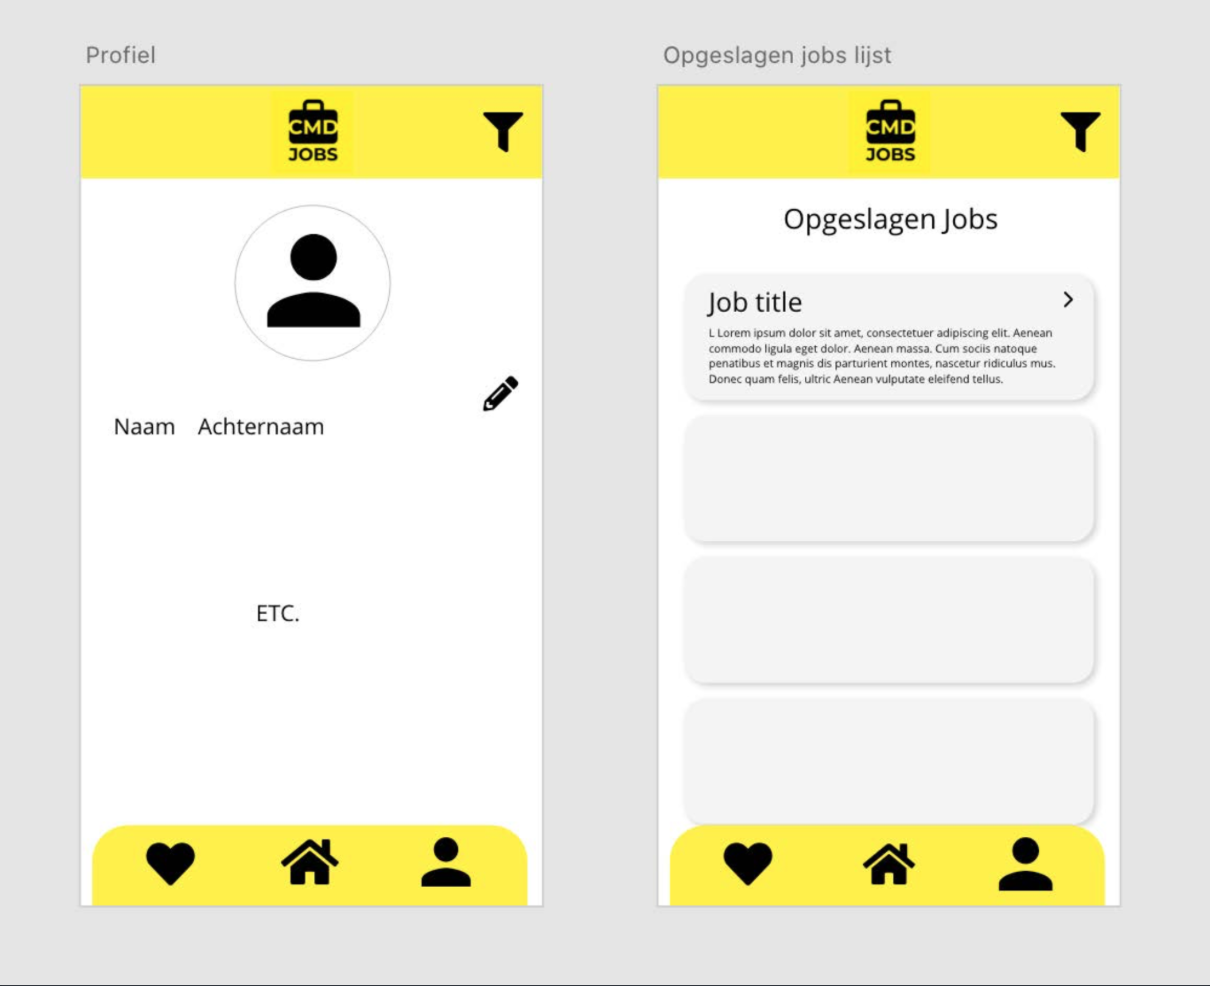 Profiel
CMD
JOBS
Naam Achternaam
ETC.
Opgeslagen jobs lijst
CMD
JOBS
Opgeslagen Jobs
Job title
L Lorem ipsum dolor sit amet, consectetuer adipiscing elit. Aenean
commodo ligula eget dolor. Aenean massa. Cum sociis natoque
penatibus et magnis dis parturient montes, nascetur ridiculus mus.
Donec quam felis, ultric Aenean vulputate eleifend tellus.